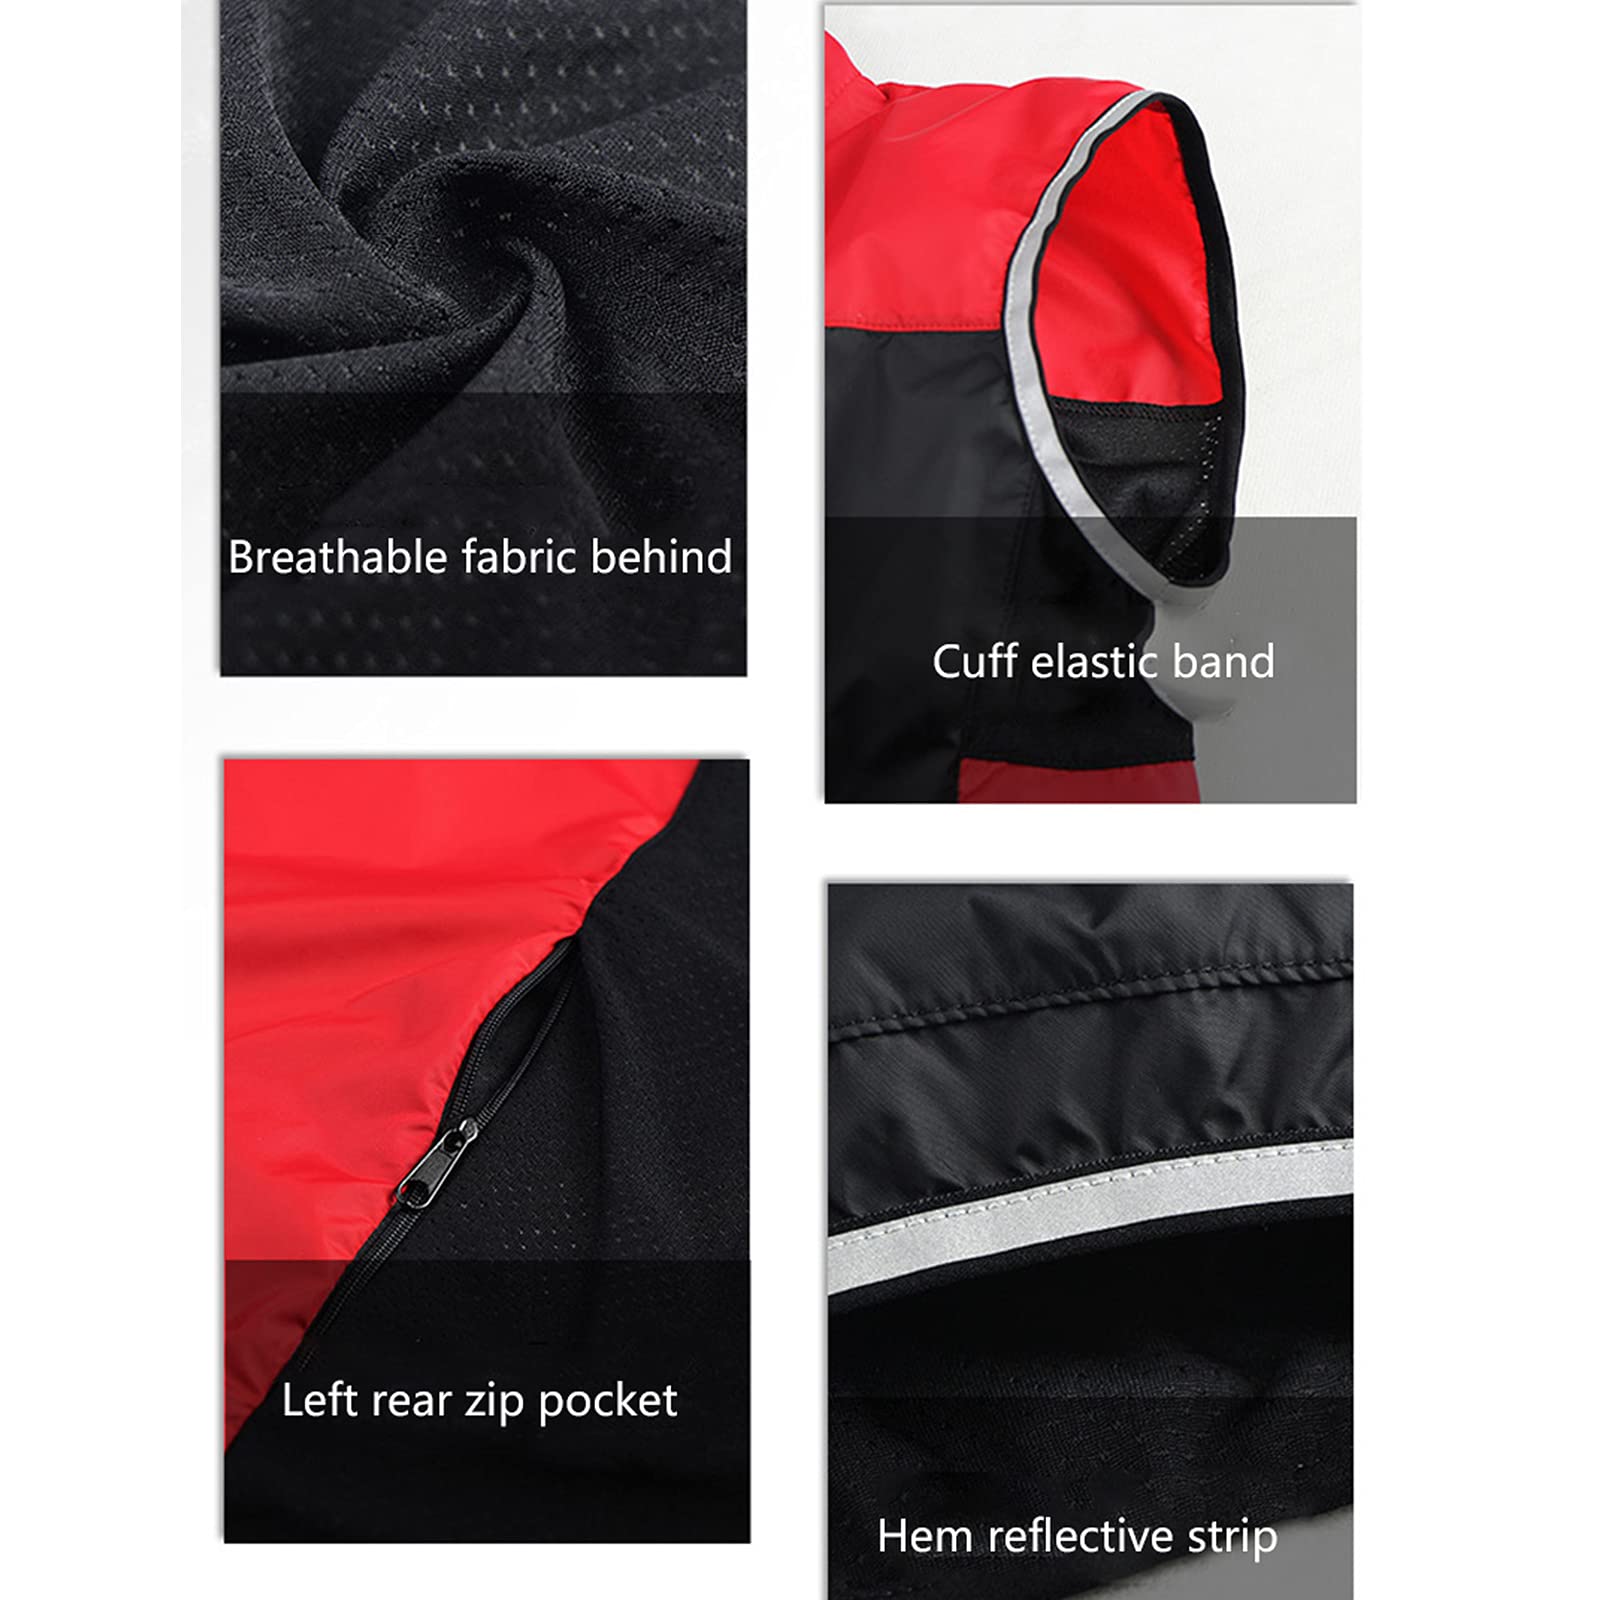 Breathable fabric behind
Cuff elastic band
Left rear zip pocket
Hem reflective strip